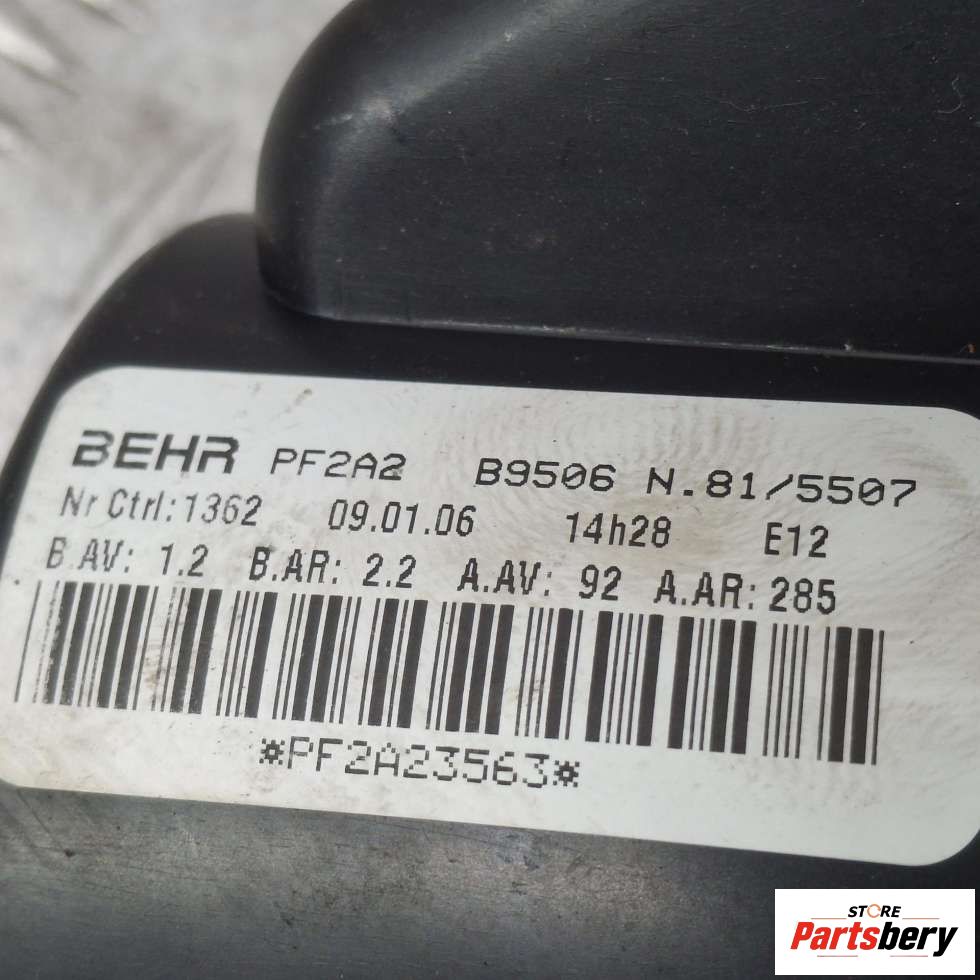 BEHR PF2A2 B9506 N.81/5507
Nr Ctrl:1362 09.01.06 14h28 E12
B.AV: 1.2 B.AR: 2.2 A.AV: 92 A.AR: 285
*PF2A23563*
STORE
Partsbery